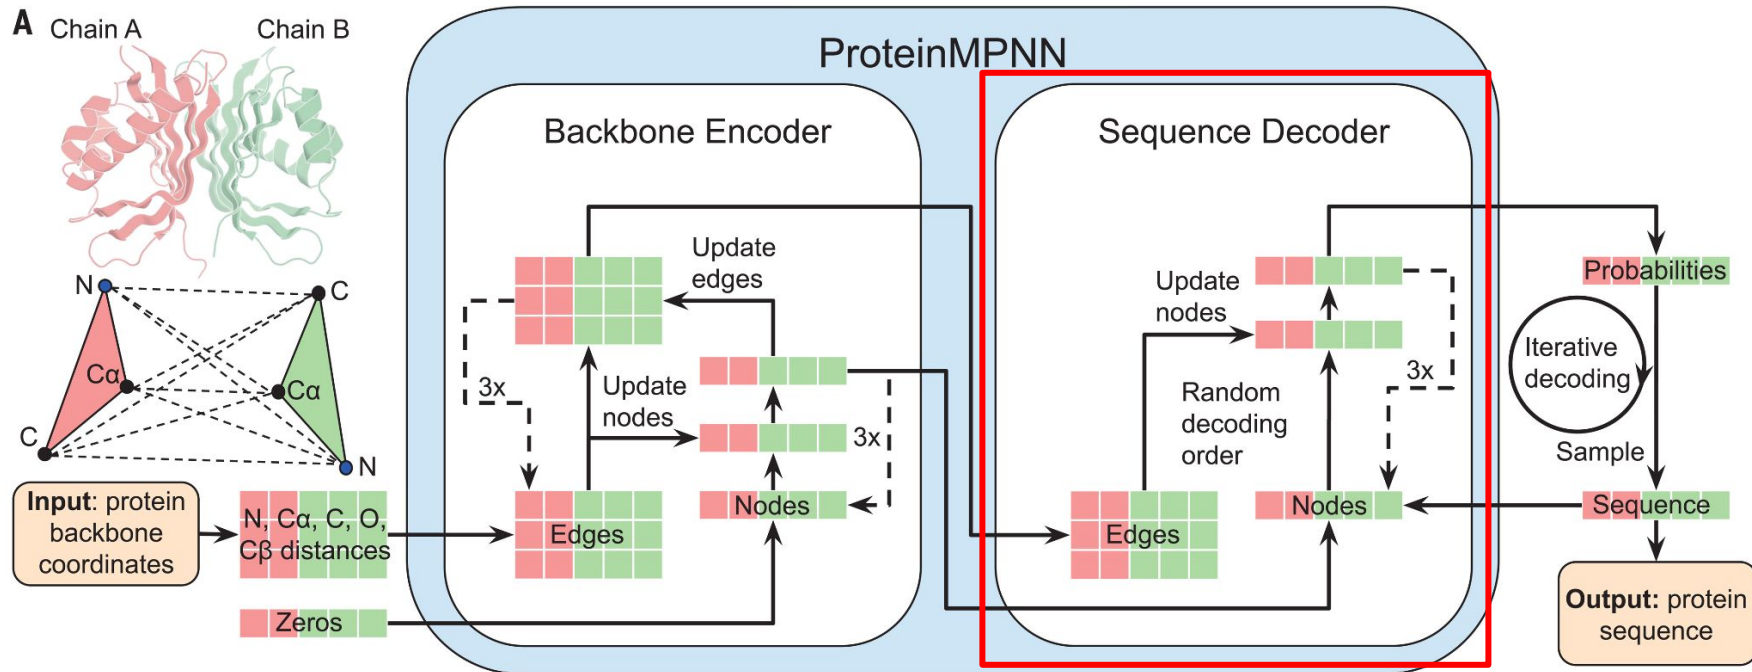 A
Chain A
Chain B
N
C
Cα
Cα
C
N
Input: protein
backbone
coordinates
N, Cα, C, O,
Cβ distances
Zeros
ProteinMPNN
Backbone Encoder
Update
edges
3x
Update
nodes
3x
Edges
Nodes
Sequence Decoder
Update
nodes
3x
Random
decoding
order
Edges
Nodes
Probabilities
Iterative
decoding
Sample
Sequence
Output: protein
sequence